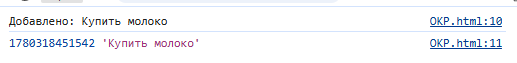 Добавлено: Купить молоко OKP.html:10
1780318451542 'Купить молоко' OKP.html:11